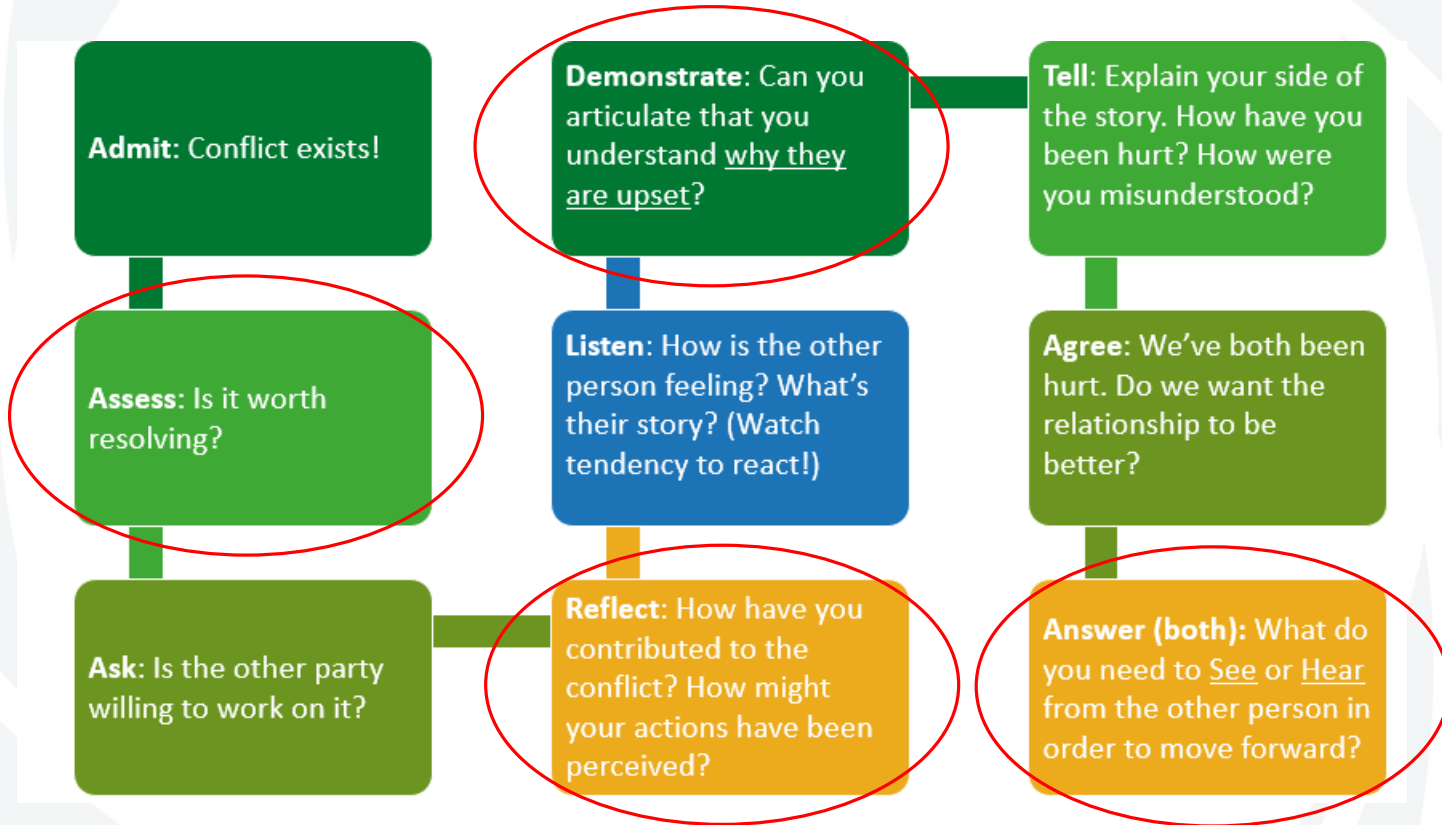 Admit: Conflict exists!
Assess: Is it worth
resolving?
Ask: Is the other party
willing to work on it?
Reflect: How have you
contributed to the
conflict? How might
your actions have been
perceived?
Listen: How is the other
person feeling? What’s
their story? (Watch
tendency to react!)
Demonstrate: Can you
articulate that you
understand why they
are upset?
Tell: Explain your side of
the story. How have you
been hurt? How were
you misunderstood?
Agree: We’ve both been
hurt. Do we want the
relationship to be
better?
Answer (both): What do
you need to See or Hear
from the other person in
order to move forward?